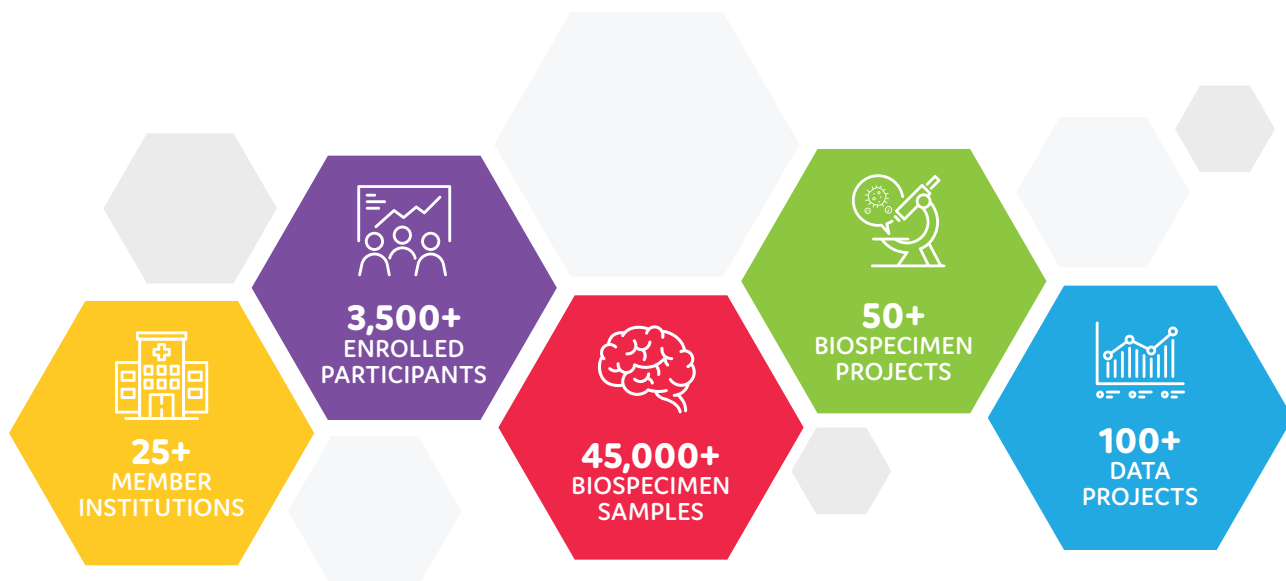 25+
MEMBER
INSTITUTIONS
3,500+
ENROLLED
PARTICIPANTS
45,000+
BIOSPECIMEN
SAMPLES
50+
BIOSPECIMEN
PROJECTS
100+
DATA
PROJECTS